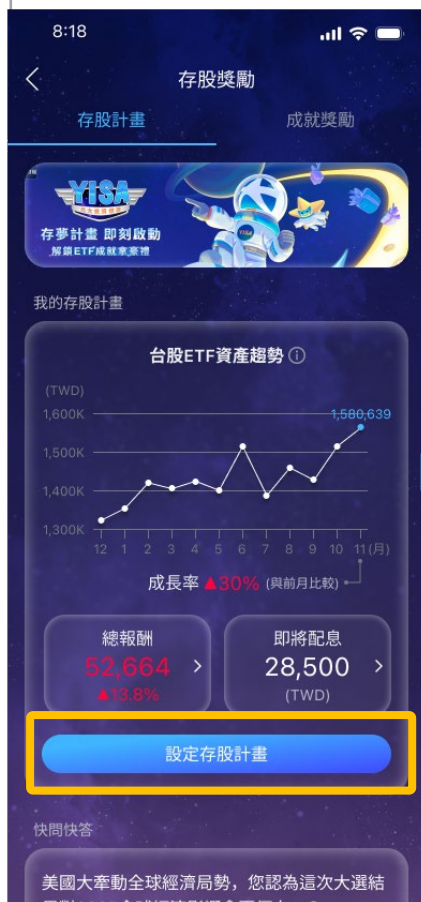 8:18
存股獎勵
存股計畫
成就獎勵
YISA
存夢計畫 即刻啟動
解鎖ETF成就拿豪禮
我的存股計畫
台股ETF資產趨勢
(TWD)
1,600K
1,580,639
1,500K
1,400K
1,300K
12 1 2 3 4 5 6 7 8 9 10 11 (月)
成長率 ▲30% (與前月比較)
總報酬
52,664
▲13.8%
即將配息
28,500
(TWD)
設定存股計畫
快問快答
美國大牽動全球經濟局勢，您認為這次大選結